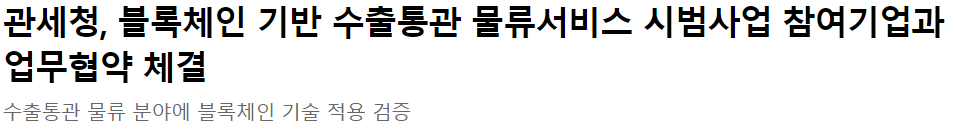 관세청, 블록체인 기반 수출통관 물류서비스 시범사업 참여기업과
업무협약 체결
수출통관 물류 분야에 블록체인 기술 적용 검증